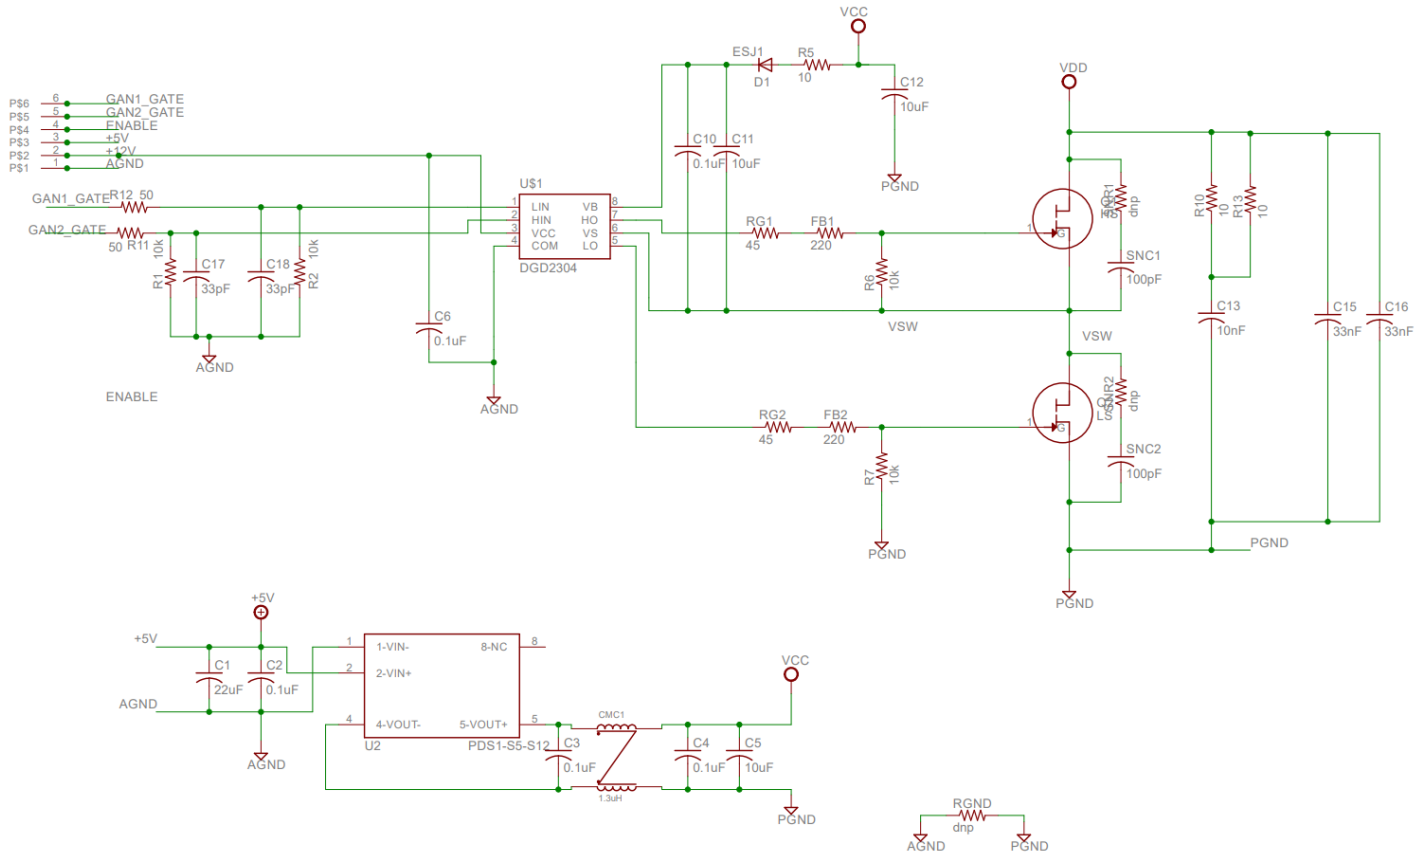 VCC
ESJ1
D1
R5
10
C12
10uF
PGND
VDD
P$6
6
GAN1_GATE
P$5
5
GAN2_GATE
P$4
4
ENABLE
P$3
3
+5V
P$2
2
+12V
P$1
1
AGND
C10
0.1uF
C11
10uF
GAN1_GATE
R12 50
GAN2_GATE
50 R11
R1
10k
C17
33pF
C18
33pF
R2
10k
AGND
ENABLE
C6
0.1uF
AGND
U$1
1 LIN VB 8
2 HIN HO 7
3 VCC VS 6
4 COM LO 5
DGD2304
RG1
45
FB1
220
R6
10k
VSW
1
G
HS
dnp
SNC1
100pF
R10
10
R13
10
C13
10nF
C15
33nF
C16
33nF
VSW
RG2
45
FB2
220
R7
10k
PGND
1
G
LS
dnp
SNC2
100pF
PGND
PGND
+5V
+5V
C1
22uF
C2
0.1uF
AGND
AGND
1 1-VIN- 8-NC 8
2 2-VIN+
4 4-VOUT- 5-VOUT+ 5
U2
PDS1-S5-S12
C3
0.1uF
CMC1
1.3uH
C4
0.1uF
C5
10uF
VCC
PGND
RGND
dnp
AGND
PGND